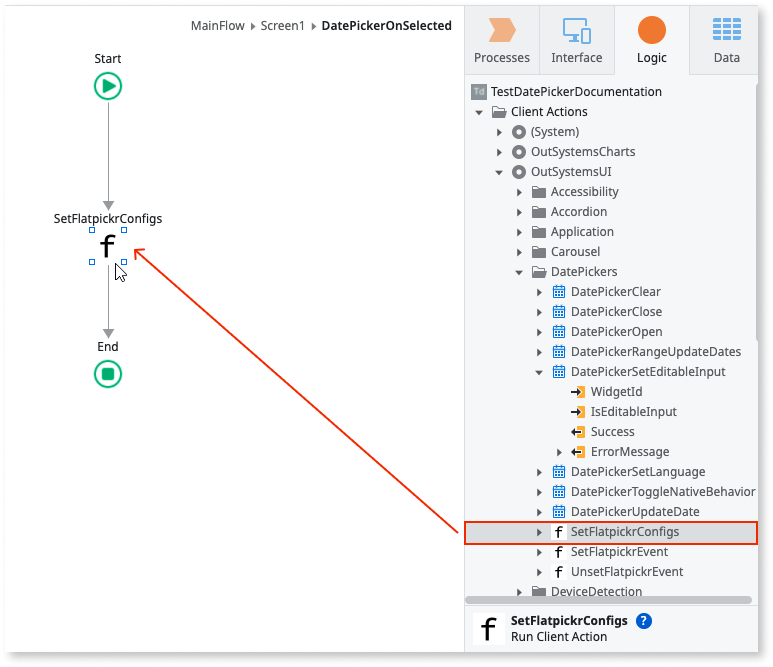 MainFlow ▸ Screen1 ▸ DatePickerOnSelected
Start
SetFlatpickrConfigs
f
End
Processes
Interface
Logic
Data
Td TestDatePickerDocumentation
Client Actions
(System)
OutSystemsCharts
OutSystemsUI
Accessibility
Accordion
Application
Carousel
DatePickers
DatePickerClear
DatePickerClose
DatePickerOpen
DatePickerRangeUpdateDates
DatePickerSetEditableInput
WidgetId
IsEditableInput
Success
ErrorMessage
DatePickerSetLanguage
DatePickerToggleNativeBehavior
DatePickerUpdateDate
f SetFlatpickrConfigs
f SetFlatpickrEvent
f UnsetFlatpickrEvent
DeviceDetection
f SetFlatpickrConfigs ?
Run Client Action